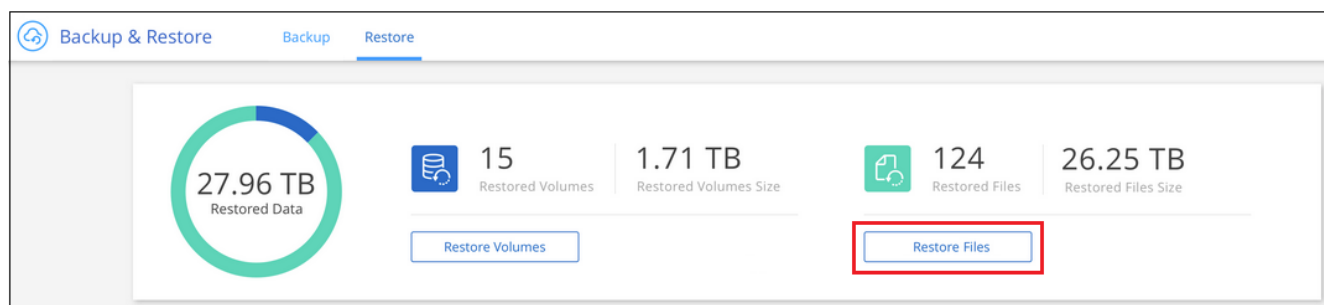 Backup & Restore Backup Restore
27.96 TB
Restored Data
15
Restored Volumes
1.71 TB
Restored Volumes Size
Restore Volumes
124
Restored Files
26.25 TB
Restored Files Size
Restore Files